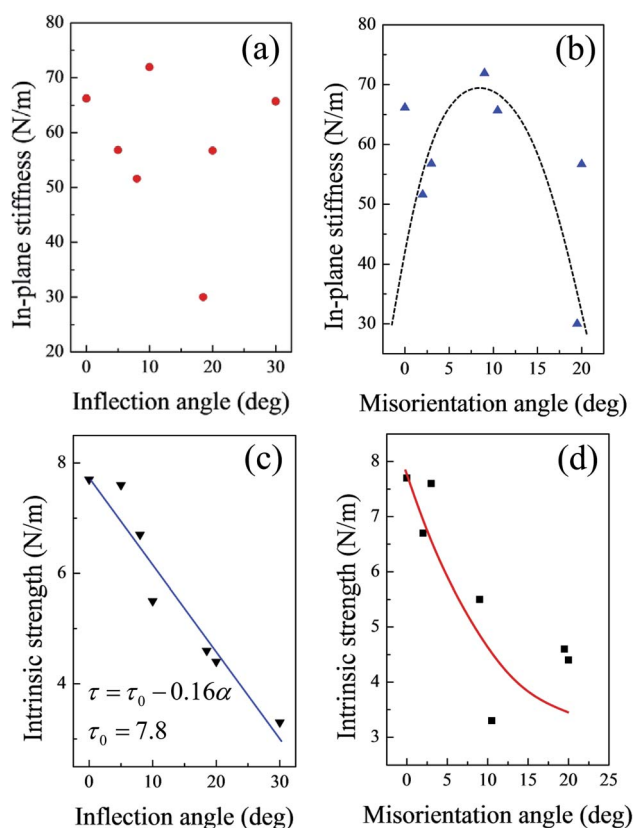 (a)
In-plane stiffness (N/m)
80
70
60
50
40
30
20
0
10
20
30
Inflection angle (deg)
(b)
In-plane stiffness (N/m)
80
70
60
50
40
30
0
5
10
15
20
Misorientation angle (deg)
(c)
Intrinsic strength (N/m)
8
6
4
τ = τ₀ − 0.16α
τ₀ = 7.8
0
10
20
30
Inflection angle (deg)
(d)
Intrinsic strength (N/m)
8
7
6
5
4
3
0
5
10
15
20
25
Misorientation angle (deg)